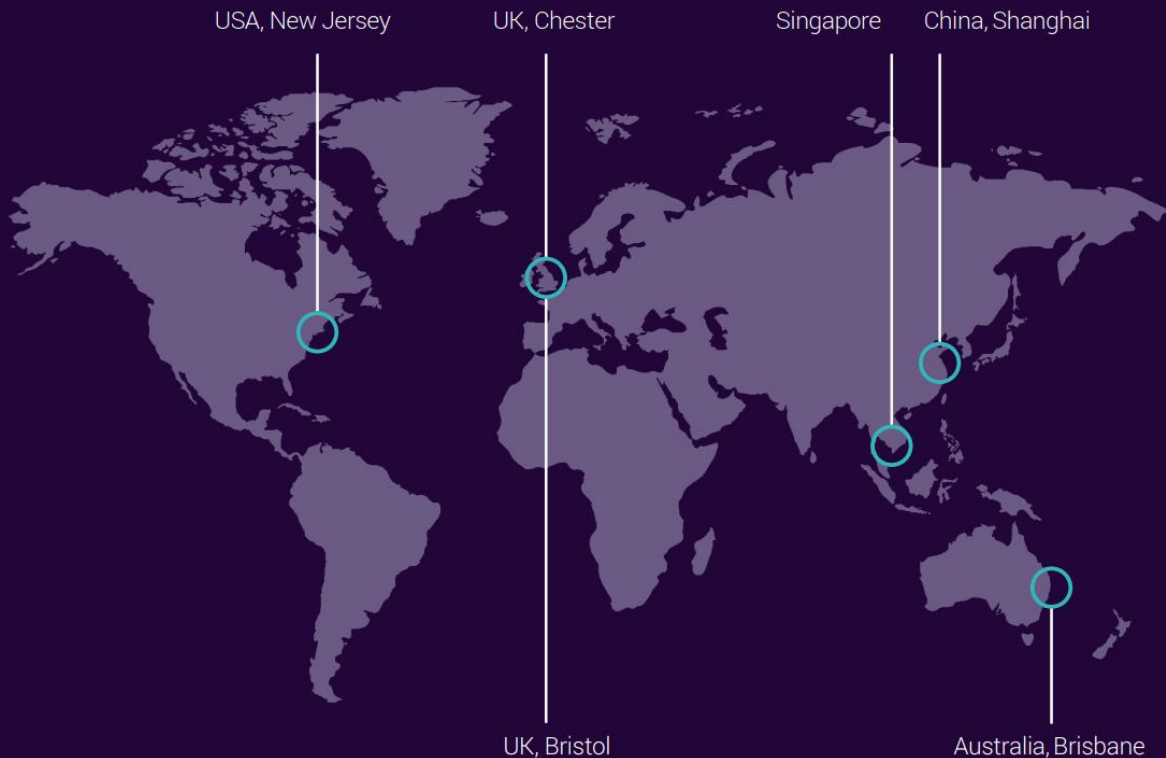 USA, New Jersey
UK, Chester
Singapore
China, Shanghai
UK, Bristol
Australia, Brisbane